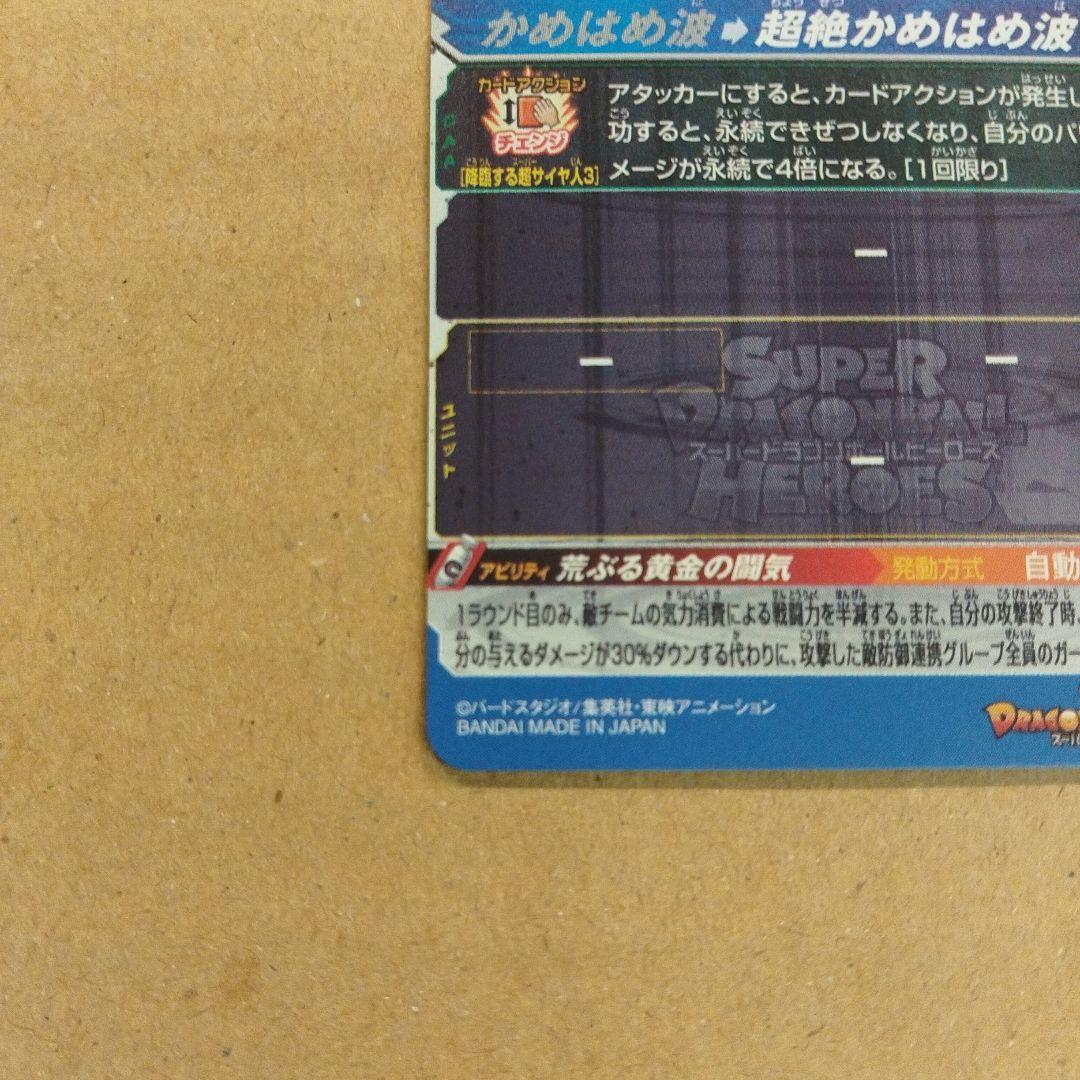 かめはめ波➡超絶かめはめ波
カードアクション
チェンジ
[降臨する超サイヤ人3]
CAA
アタッカーにすると、カードアクションが発生し
功すると、永続できぜつしなくなり、自分のパ
メージが永続で4倍になる。[1回限り]
ー
ー
ー
ー
ユニット
SUPER
DRAGON BALL
スーパードラゴンボールヒーローズ
HEROES
アビリティ 荒ぶる黄金の闘気 発動方式 自動
1ラウンド目のみ、敵チームの気力消費による戦闘力を半減する。また、自分の攻撃終了時、
分の与えるダメージが30%ダウンする代わりに、攻撃した敵防御連携グループ全員のガー
©バードスタジオ/集英社・東映アニメーション
BANDAI MADE IN JAPAN
DRAGO
スーパ